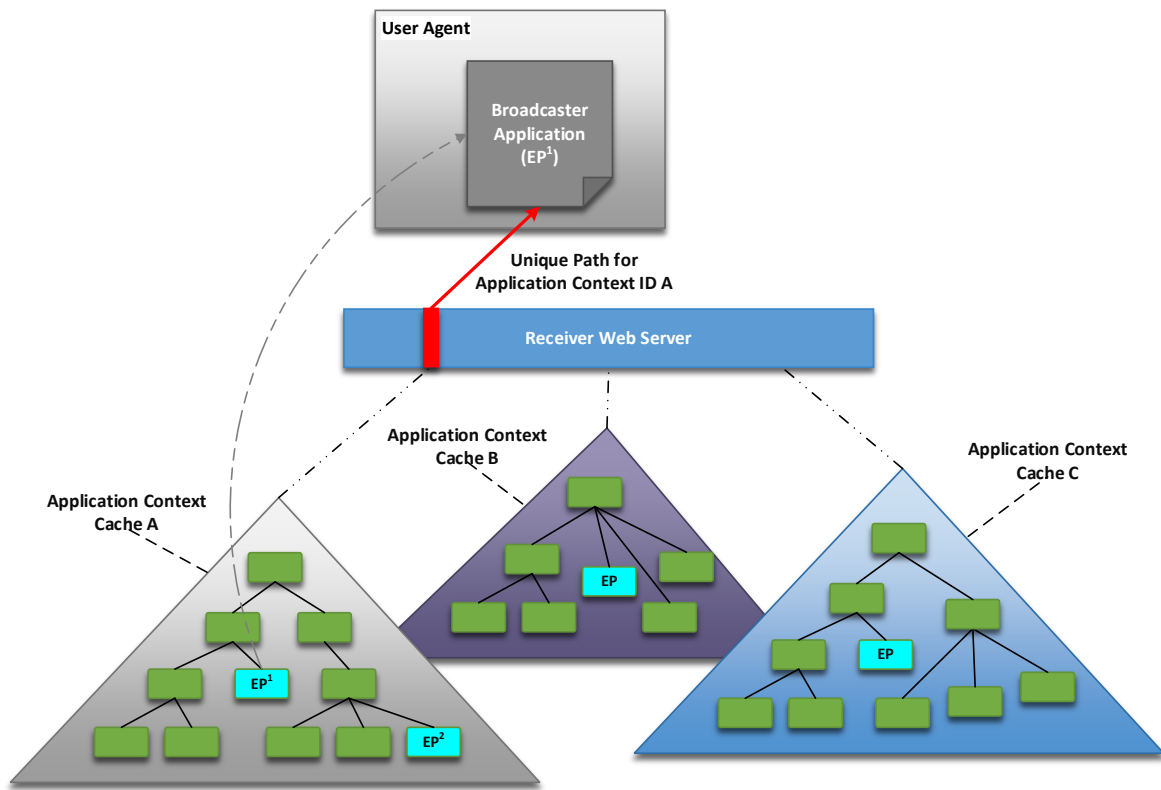 User Agent
Broadcaster
Application
(EP¹)
Unique Path for
Application Context ID A
Receiver Web Server
Application Context
Cache B
Application Context
Cache C
Application Context
Cache A
EP
EP
EP¹
EP²